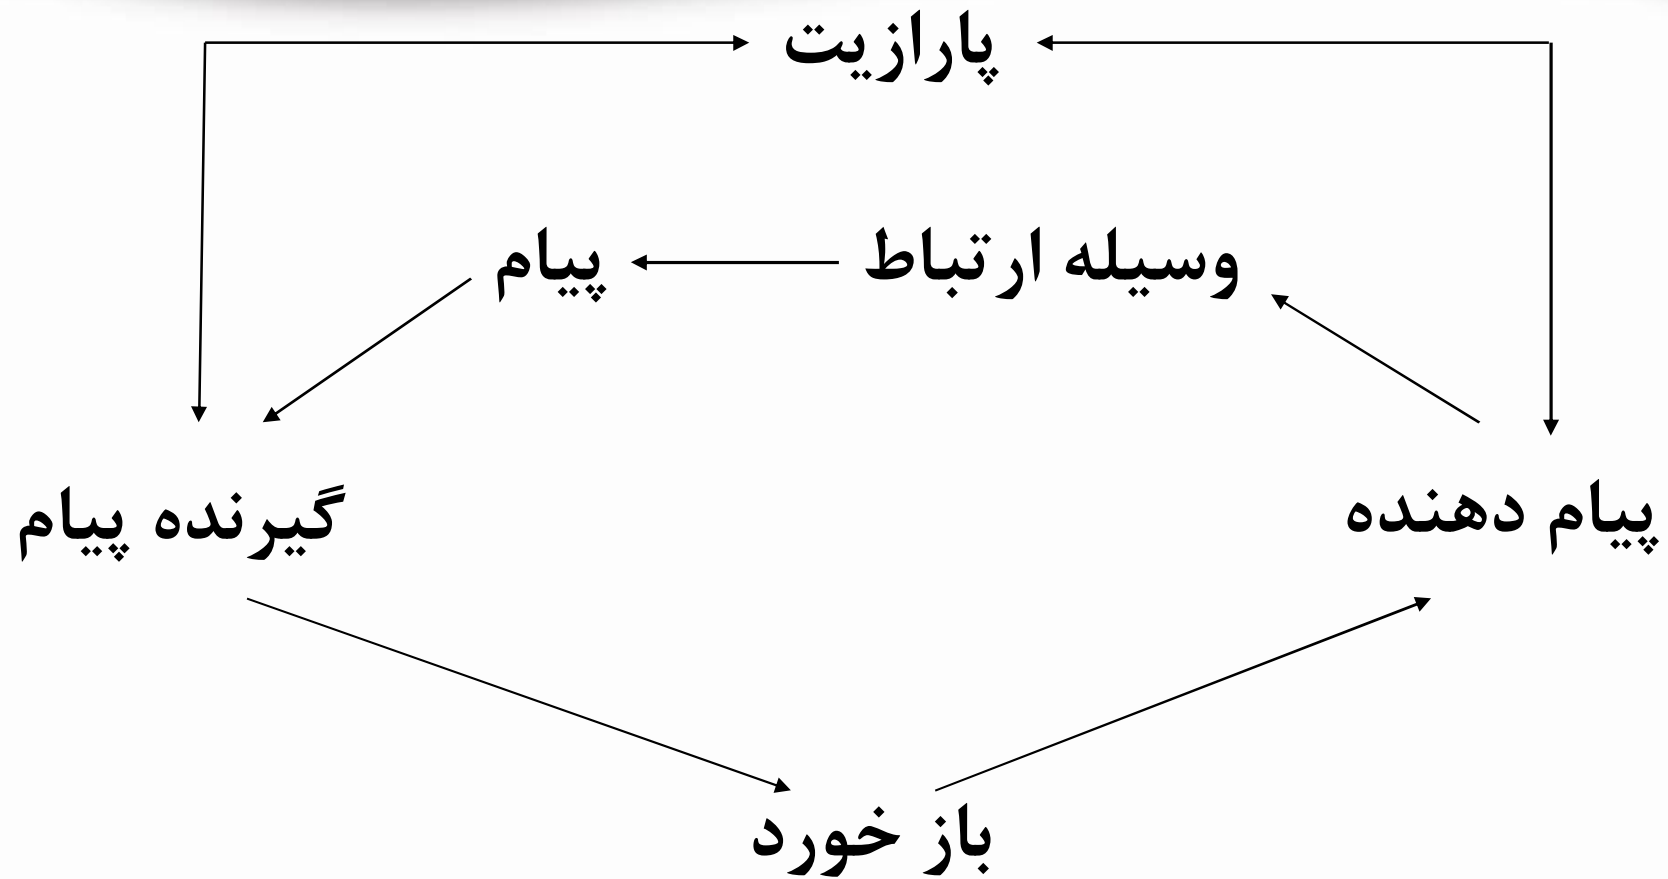 پارازیت
وسیله ارتباط
پیام
پیام دهنده
گیرنده پیام
باز خورد